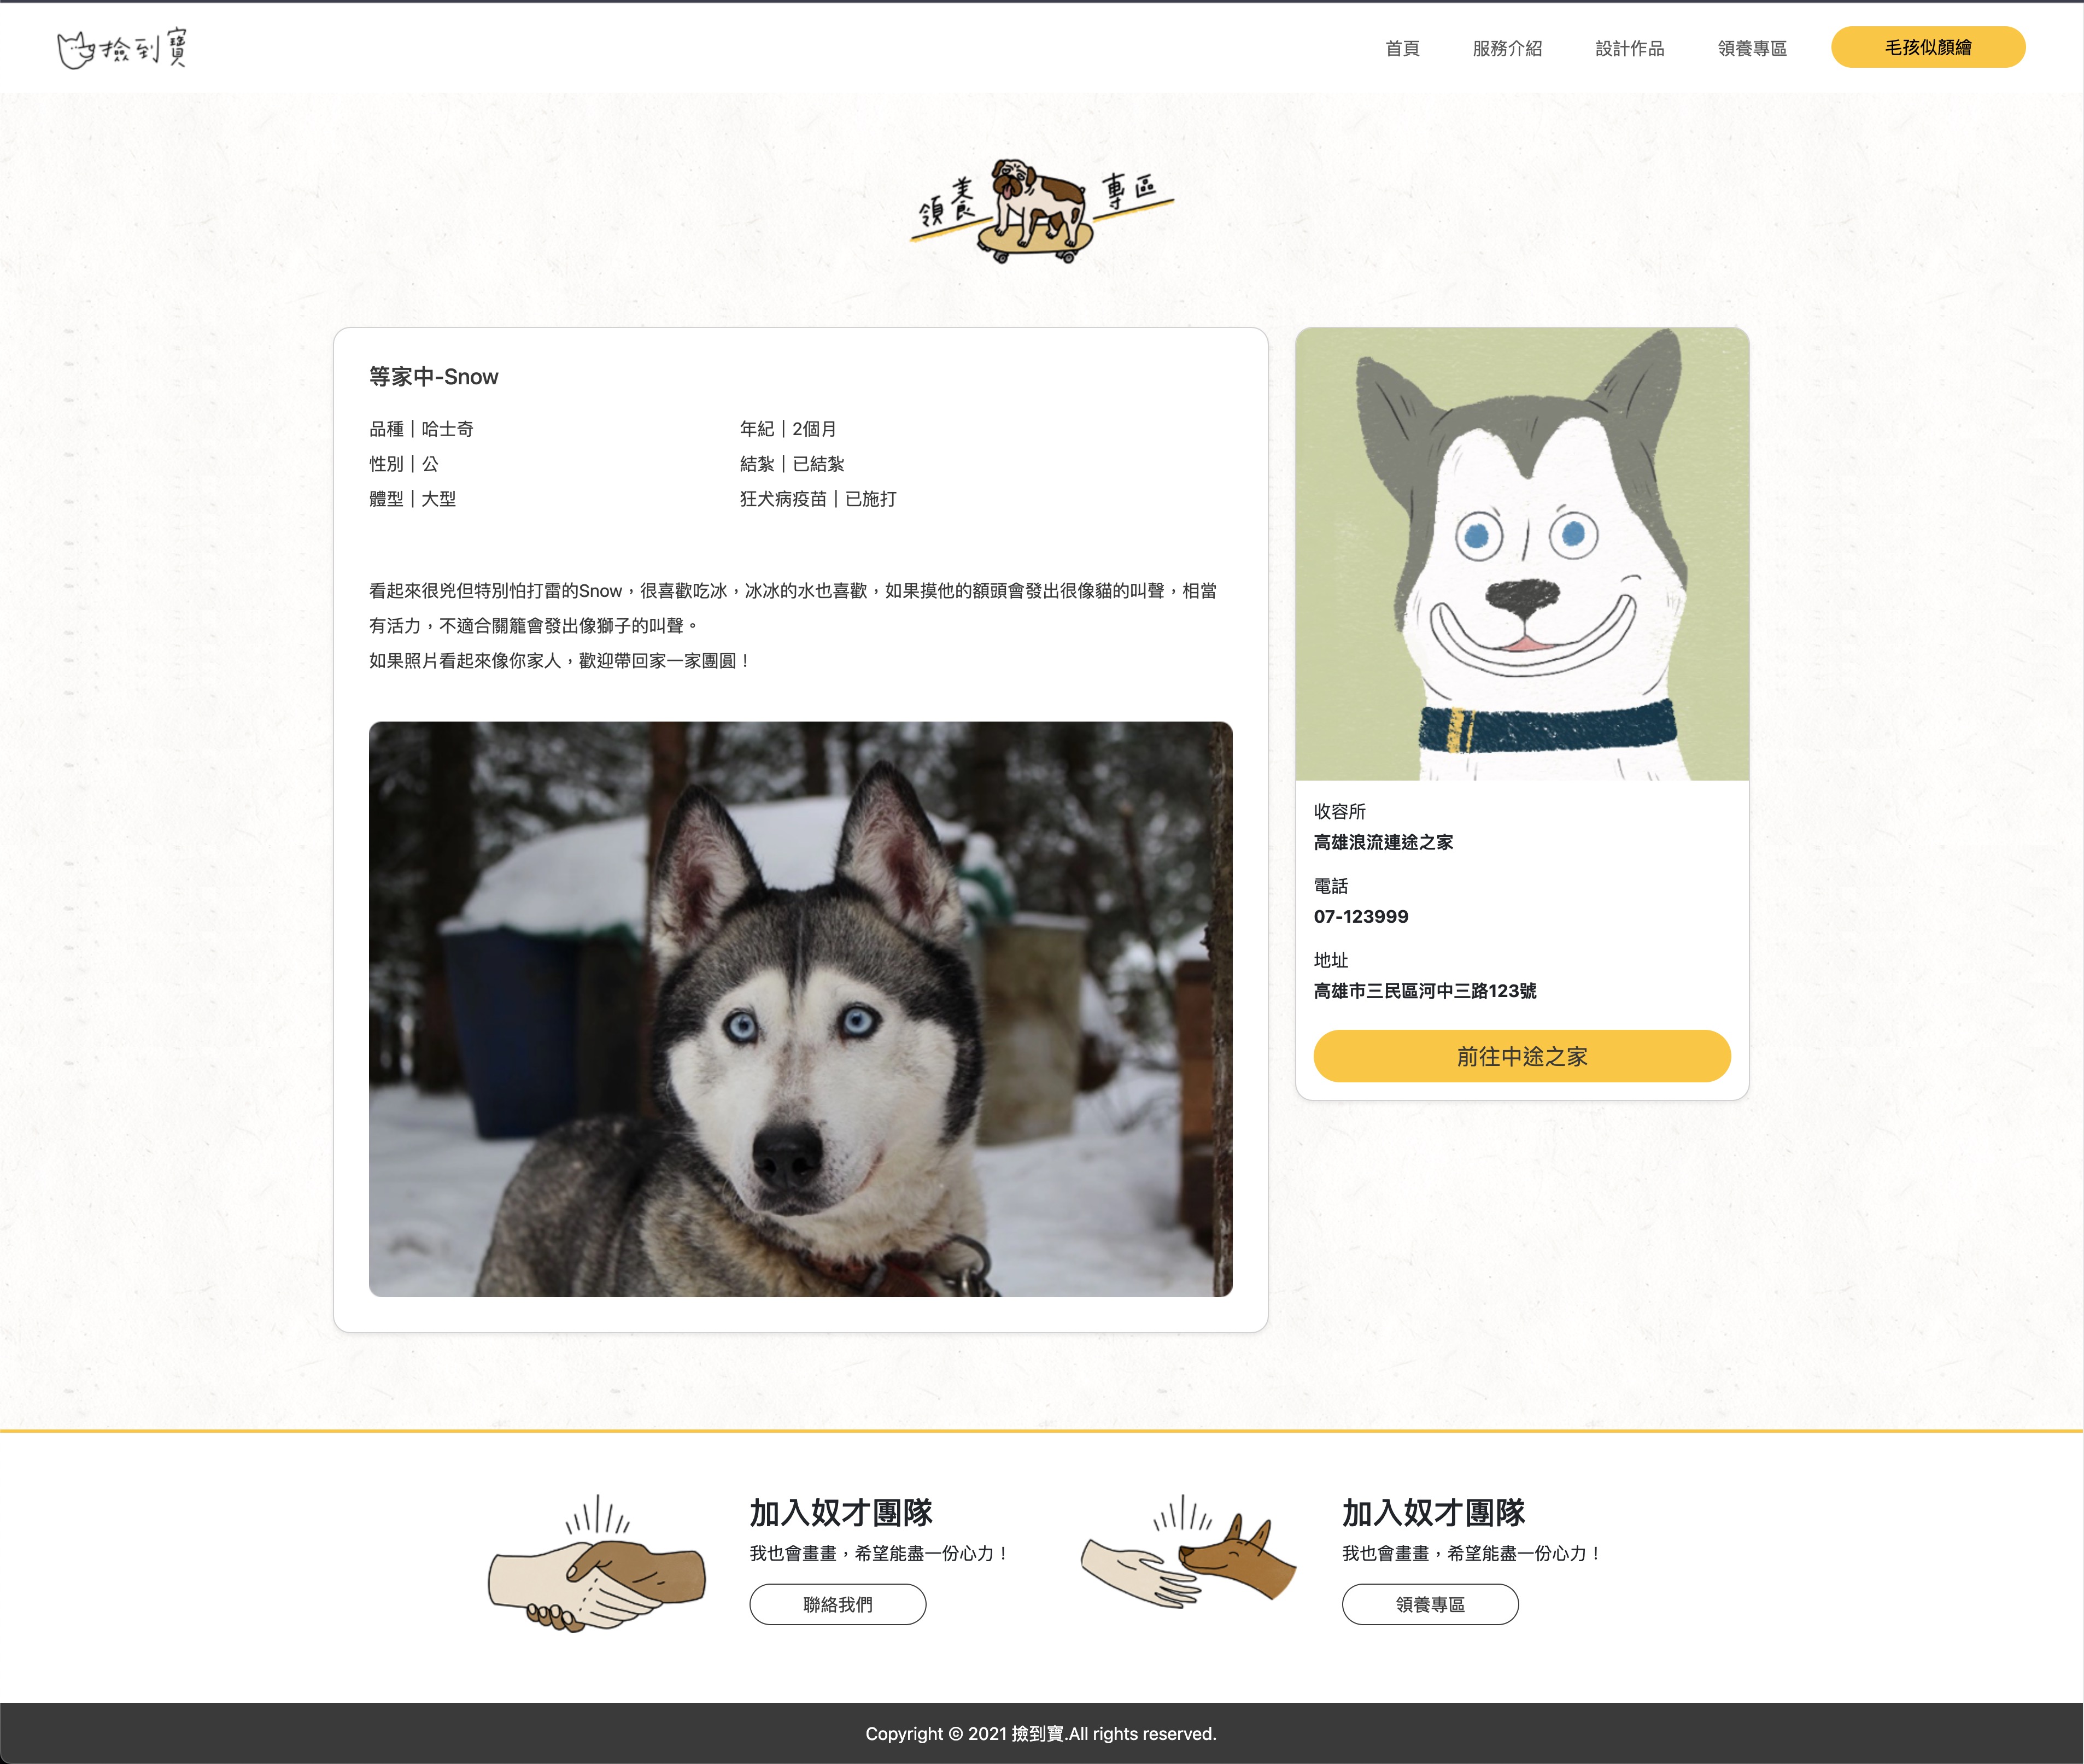 撿到寶
首頁
服務介紹
設計作品
領養專區
毛孩似顏繪
領養 專區
等家中-Snow
品種｜哈士奇
年紀｜2個月
性別｜公
結紮｜已結紮
體型｜大型
狂犬病疫苗｜已施打
看起來很兇但特別怕打雷的Snow，很喜歡吃冰，冰冰的水也喜歡，如果摸他的額頭會發出很像貓的叫聲，相當
有活力，不適合關籠會發出像獅子的叫聲。
如果照片看起來像你家人，歡迎帶回家一家團圓！
收容所
高雄浪流連途之家
電話
07-123999
地址
高雄市三民區河中三路123號
前往中途之家
加入奴才團隊
我也會畫畫，希望能盡一份心力！
聯絡我們
加入奴才團隊
我也會畫畫，希望能盡一份心力！
領養專區
Copyright © 2021 撿到寶.All rights reserved.